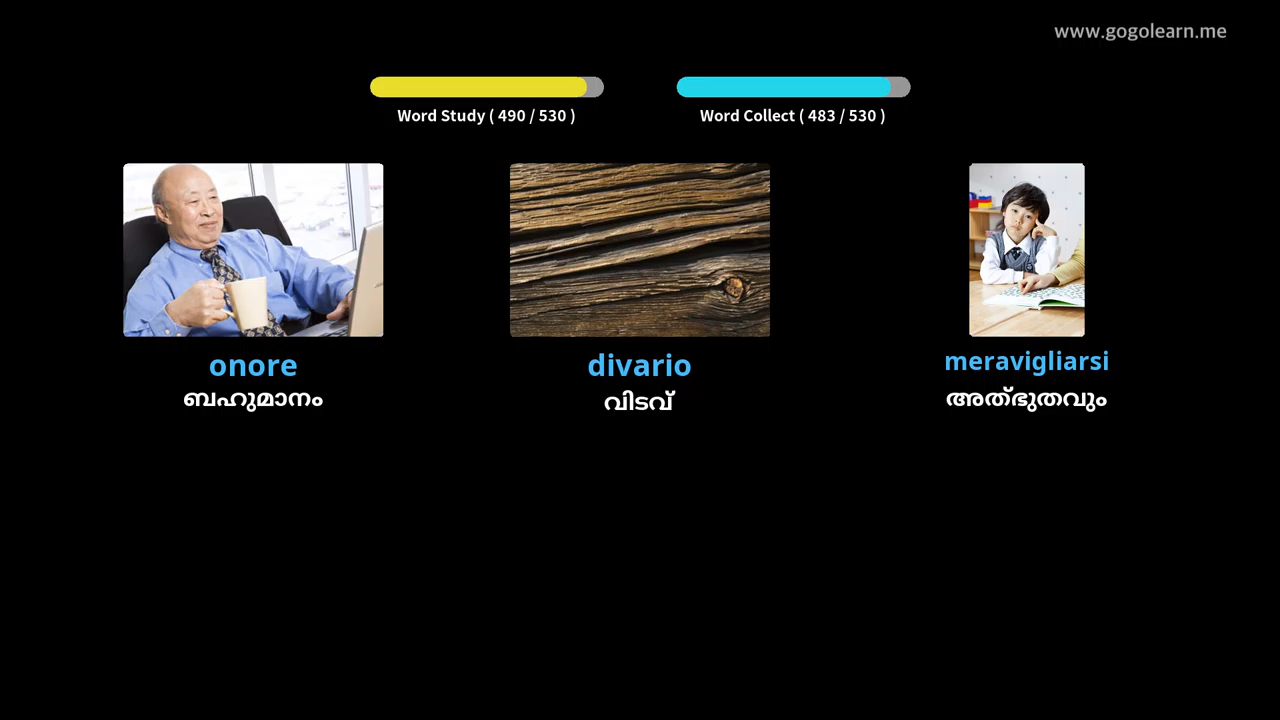 www.gogolearn.me
Word Study ( 490 / 530 )
Word Collect ( 483 / 530 )
onore
ബഹുമാനം
divario
വിടവ്
meravigliarsi
അത്ഭുതവും